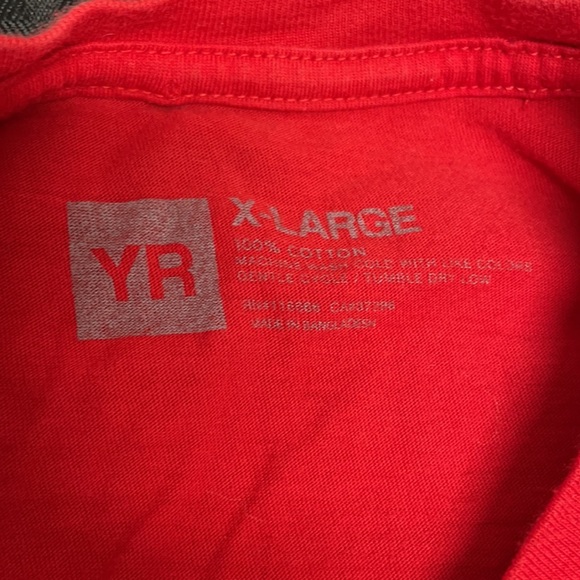 YR
X-LARGE
100% COTTON
MACHINE WASH COLD WITH LIKE COLORS
GENTLE CYCLE / TUMBLE DRY LOW
MADE IN BANGLADESH